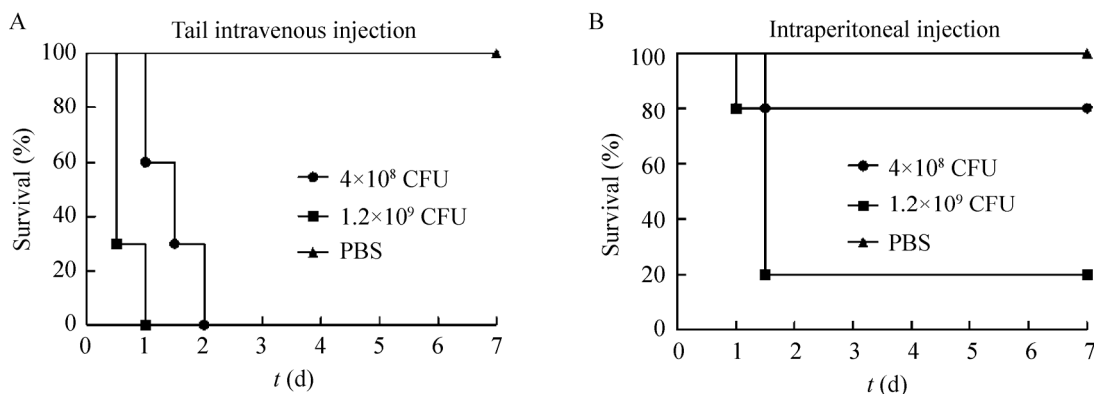 A
Tail intravenous injection
100
80
60
40
20
0
Survival (%)
4×10⁸ CFU
1.2×10⁹ CFU
PBS
0 1 2 3 4 5 6 7
t (d)
B
Intraperitoneal injection
100
80
60
40
20
0
Survival (%)
4×10⁸ CFU
1.2×10⁹ CFU
PBS
0 1 2 3 4 5 6 7
t (d)